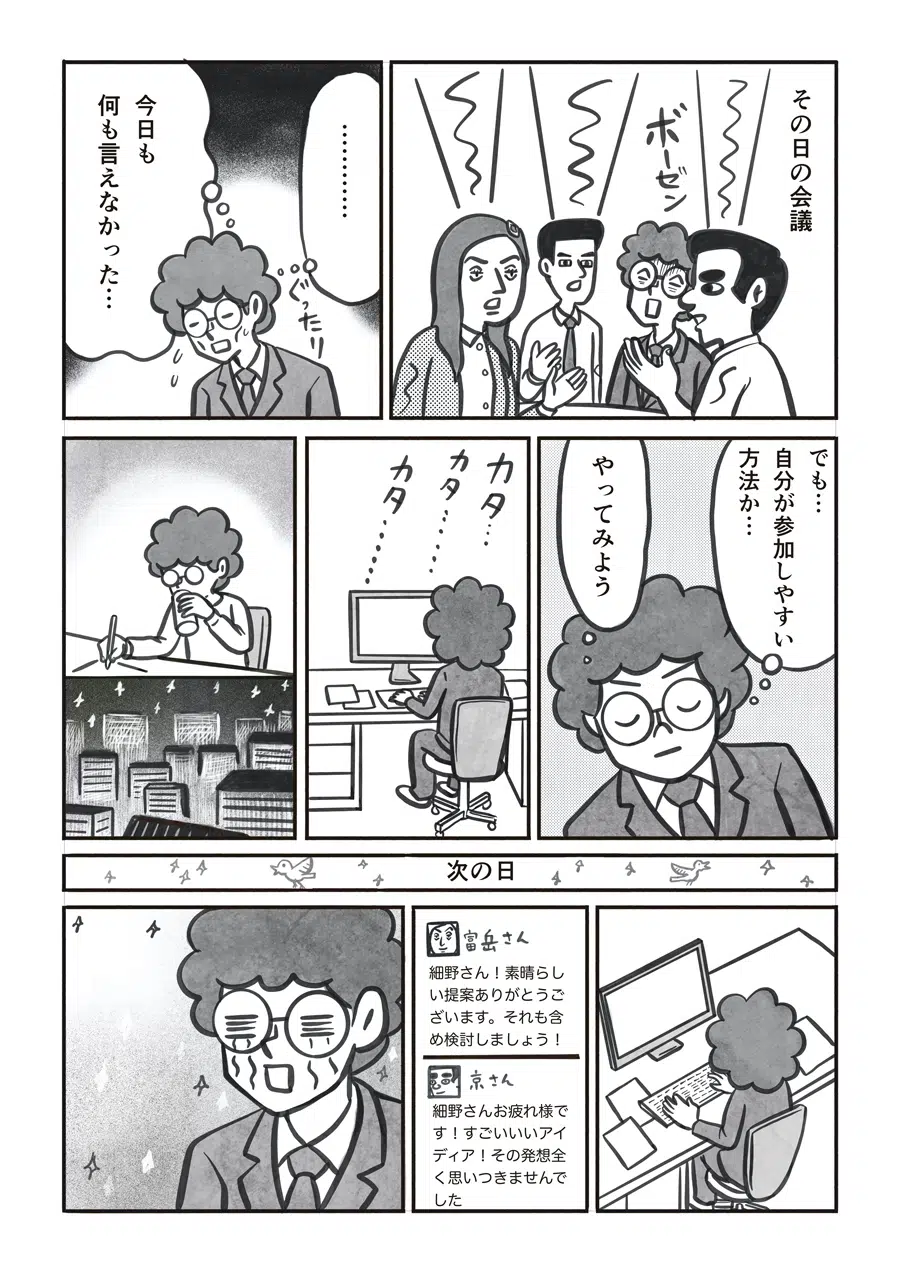 その日の会議
ボーゼン
…………
ぐったり
今日も
何も言えなかった…
でも…
自分が参加しやすい
方法か…
やってみよう
カタ…
カタ……
カタ……
次の日
富岳さん
細野さん！素晴らし
い提案ありがとうご
ざいます。それも含
め検討しましょう！
京さん
細野さんお疲れ様で
す！すごいいいアイ
ディア！その発想全
く思いつきませんで
した